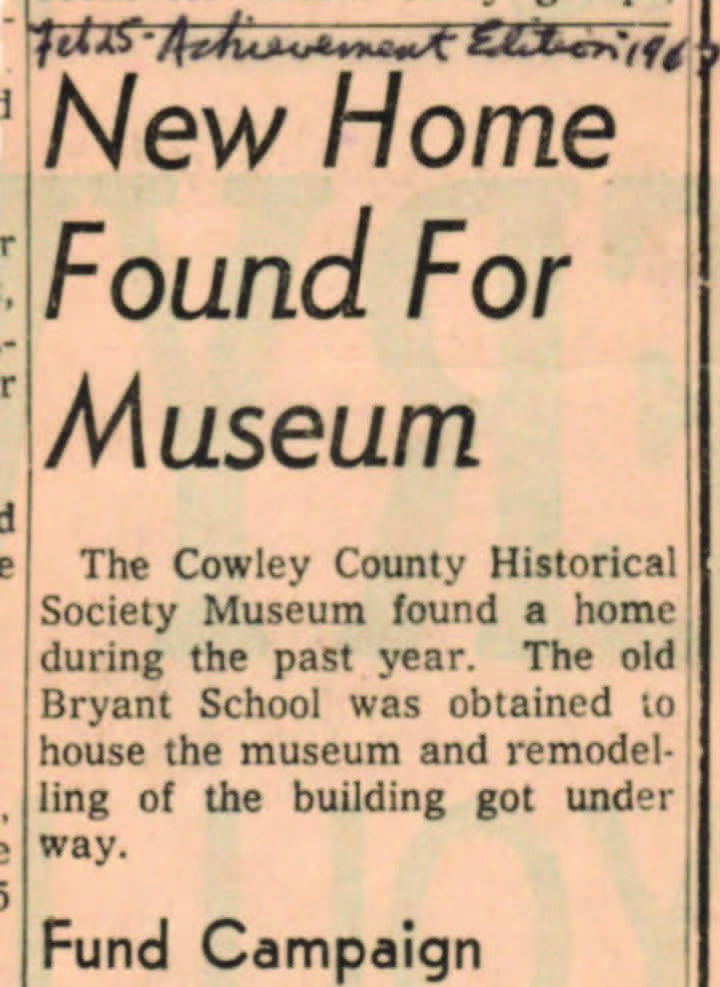 Feb 25 - Achievement Edition 196
New Home
Found For
Museum
The Cowley County Historical
Society Museum found a home
during the past year. The old
Bryant School was obtained to
house the museum and remodel-
ling of the building got under
way.
Fund Campaign